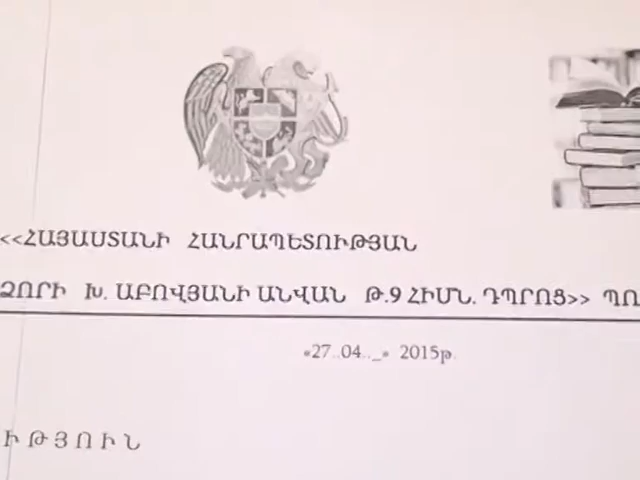 <<ՀԱՅԱՍՏԱՆԻ ՀԱՆՐԱՊԵՏՈՒԹՅԱՆ
ՁՈՐԻ Խ. ԱԲՈՎՅԱՆԻ ԱՆՎԱՆ Թ.9 ՀԻՄՆ. ԴՊՐՈՑ>> ՊՈ
«27..04.._» 2015թ.
Ի Թ Յ Ո Ւ Ն